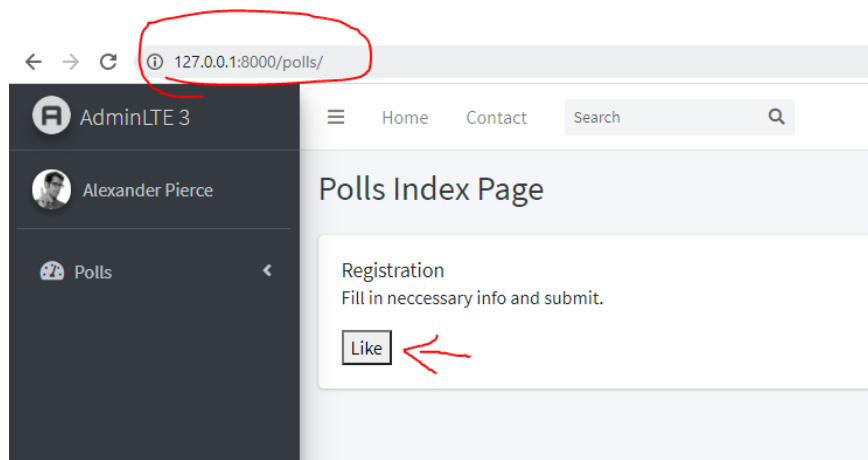 127.0.0.1:8000/polls/
AdminLTE 3
Home Contact Search
Alexander Pierce
Polls Index Page
Polls
Registration
Fill in neccessary info and submit.
Like